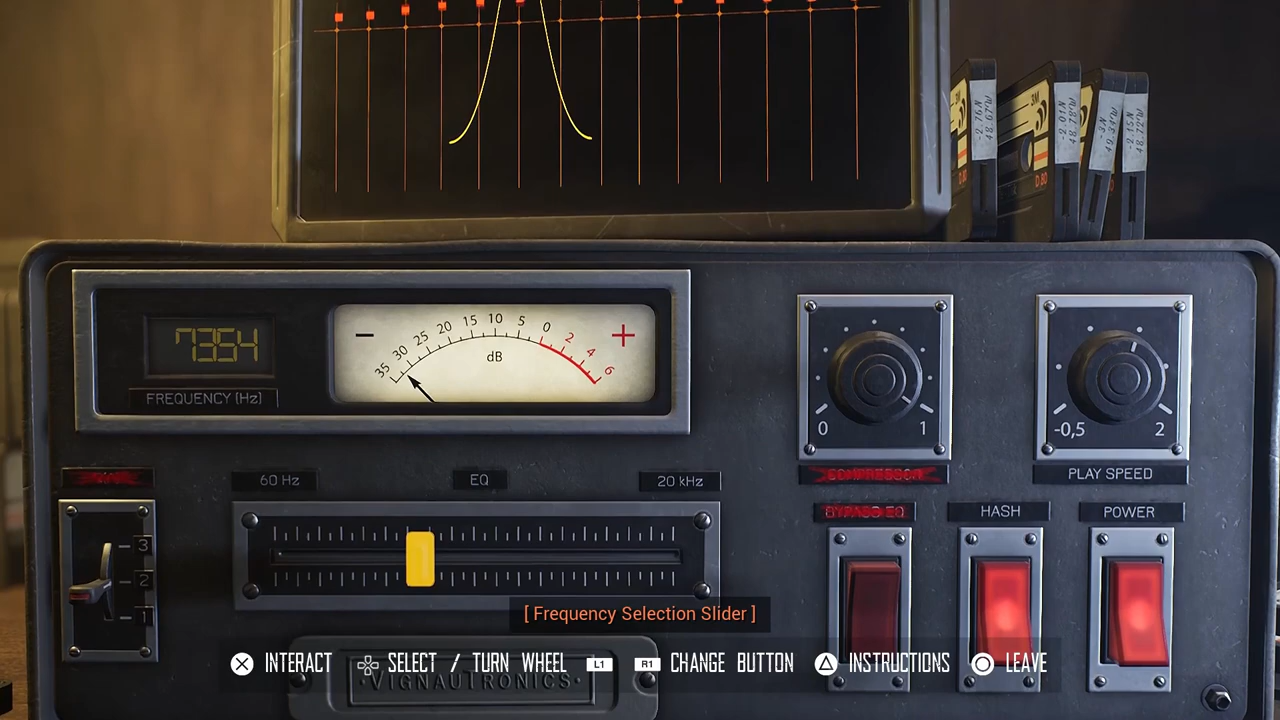 7354
FREQUENCY (Hz)
35 30 25 20 15 10 5 0 2 4 6
dB
0 1
-0,5 2
PLAY SPEED
60 Hz EQ 20 kHz
BYPASS EQ HASH POWER
3
2
1
[ Frequency Selection Slider ]
INTERACT SELECT / TURN WHEEL L1 R1 CHANGE BUTTON INSTRUCTIONS LEAVE
VIGNAUTRONICS